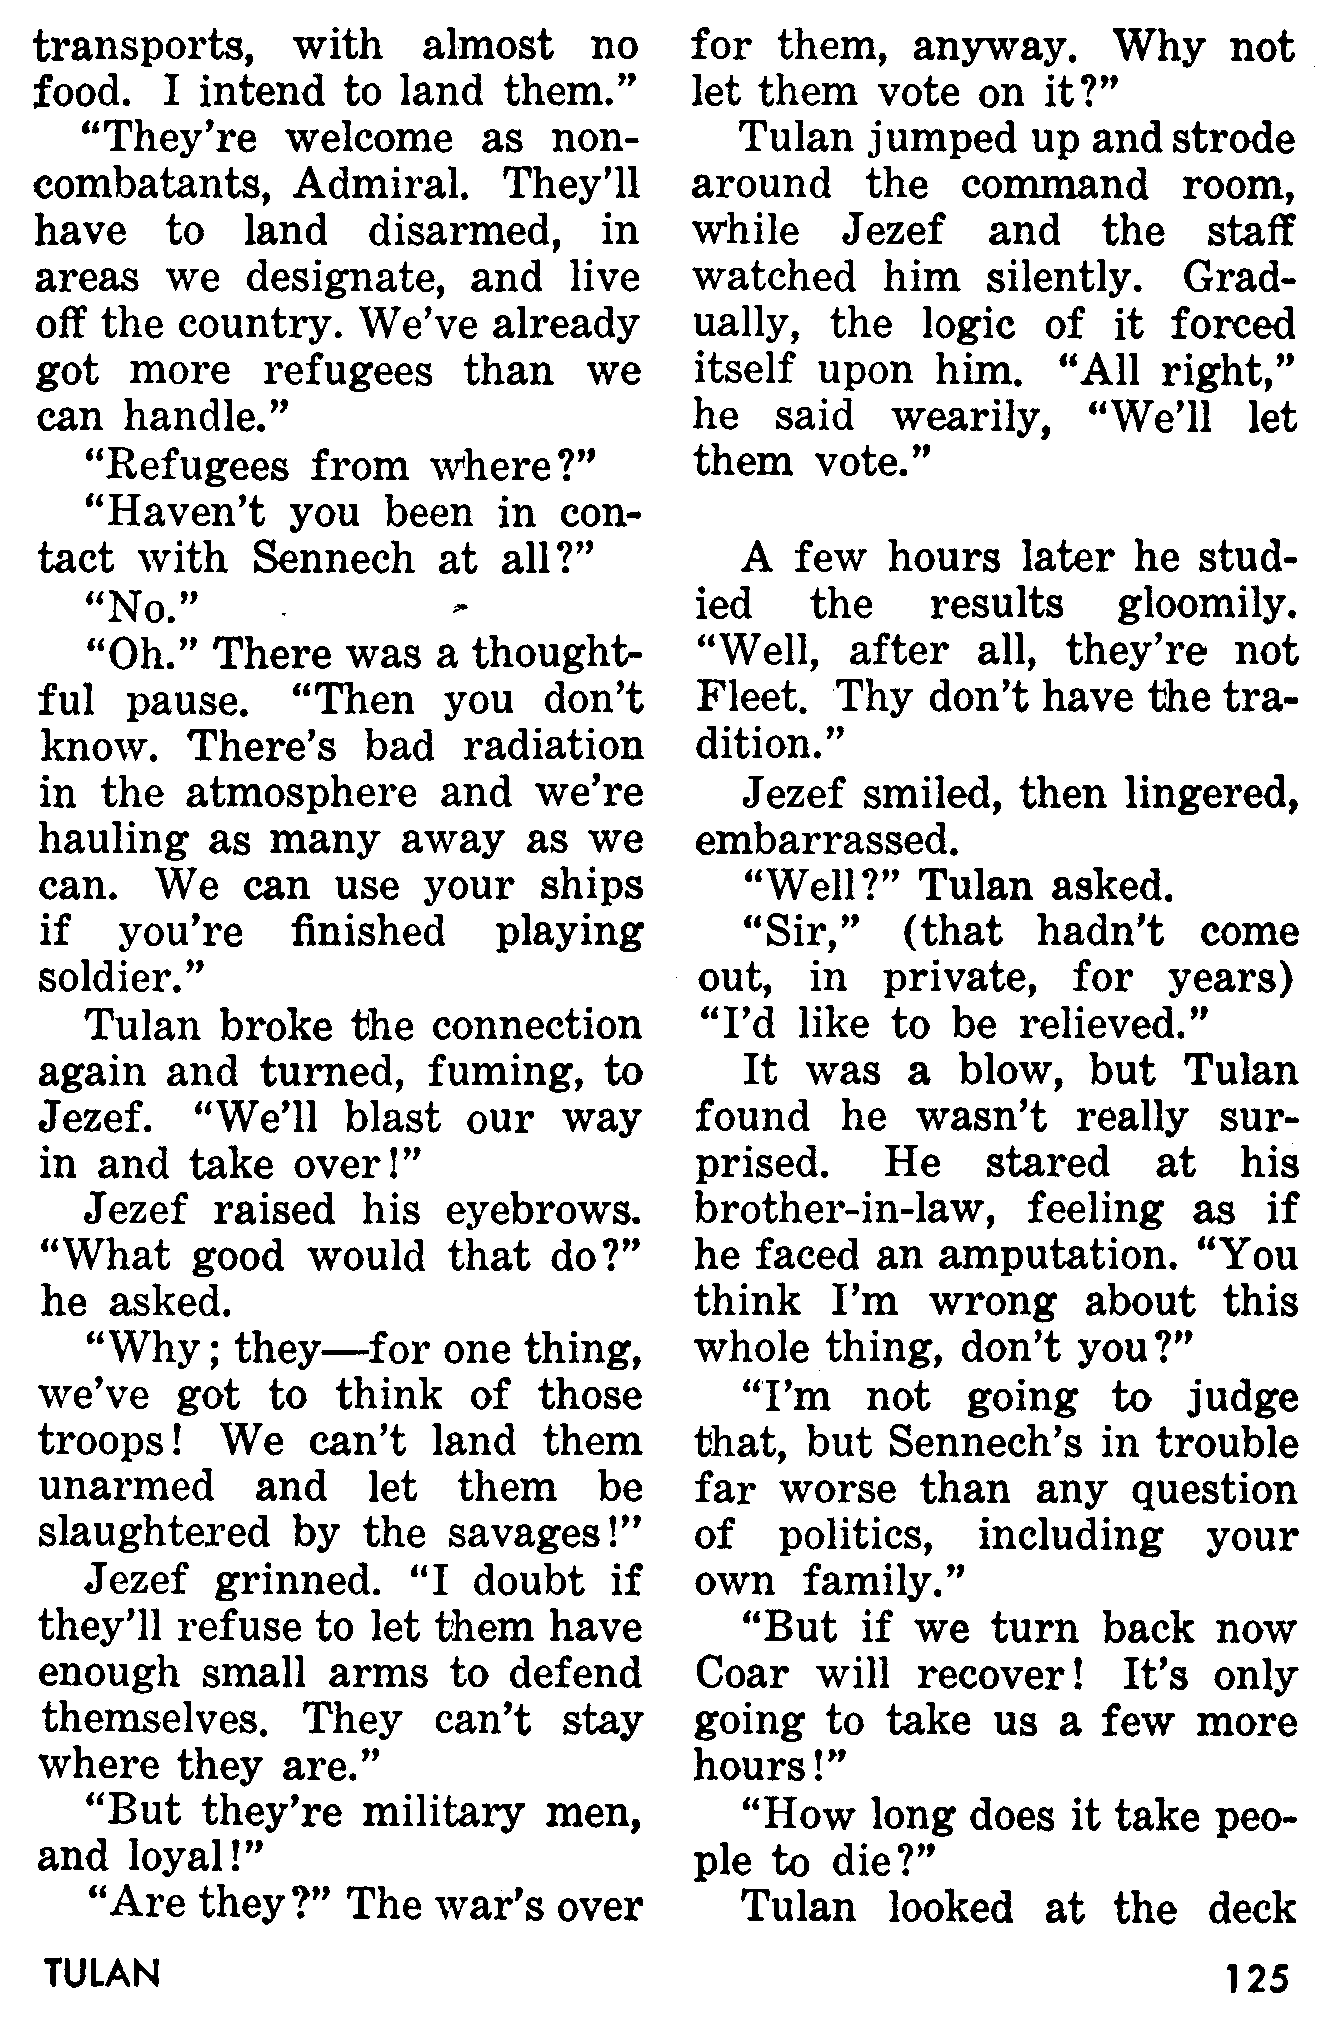 transports, with almost no
food. I intend to land them.”
“They’re welcome as non-
combatants, Admiral. They’ll
have to land disarmed, in
areas we designate, and live
off the country. We’ve already
got more refugees than we
can handle.”
“Refugees from where?”
“Haven’t you been in con-
tact with Sennech at all?”
“No.”
“Oh.” There was a thought-
ful pause. “Then you don’t
know. There’s bad radiation
in the atmosphere and we’re
hauling as many away as we
can. We can use your ships
if you’re finished playing
soldier.”
Tulan broke the connection
again and turned, fuming, to
Jezef. “We’ll blast our way
in and take over!”
Jezef raised his eyebrows.
“What good would that do?”
he asked.
“Why; they—for one thing,
we’ve got to think of those
troops! We can’t land them
unarmed and let them be
slaughtered by the savages!”
Jezef grinned. “I doubt if
they’ll refuse to let them have
enough small arms to defend
themselves. They can’t stay
where they are.”
“But they’re military men,
and loyal!”
“Are they?” The war’s over
for them, anyway. Why not
let them vote on it?”
Tulan jumped up and strode
around the command room,
while Jezef and the staff
watched him silently. Grad-
ually, the logic of it forced
itself upon him. “All right,”
he said wearily, “We’ll let
them vote.”
A few hours later he stud-
ied the results gloomily.
“Well, after all, they’re not
Fleet. Thy don’t have the tra-
dition.”
Jezef smiled, then lingered,
embarrassed.
“Well?” Tulan asked.
“Sir,” (that hadn’t come
out, in private, for years)
“I’d like to be relieved.”
It was a blow, but Tulan
found he wasn’t really sur-
prised. He stared at his
brother-in-law, feeling as if
he faced an amputation. “You
think I’m wrong about this
whole thing, don’t you?”
“I’m not going to judge
that, but Sennech’s in trouble
far worse than any question
of politics, including your
own family.”
“But if we turn back now
Coar will recover! It’s only
going to take us a few more
hours!”
“How long does it take peo-
ple to die?”
Tulan looked at the deck
TULAN
125